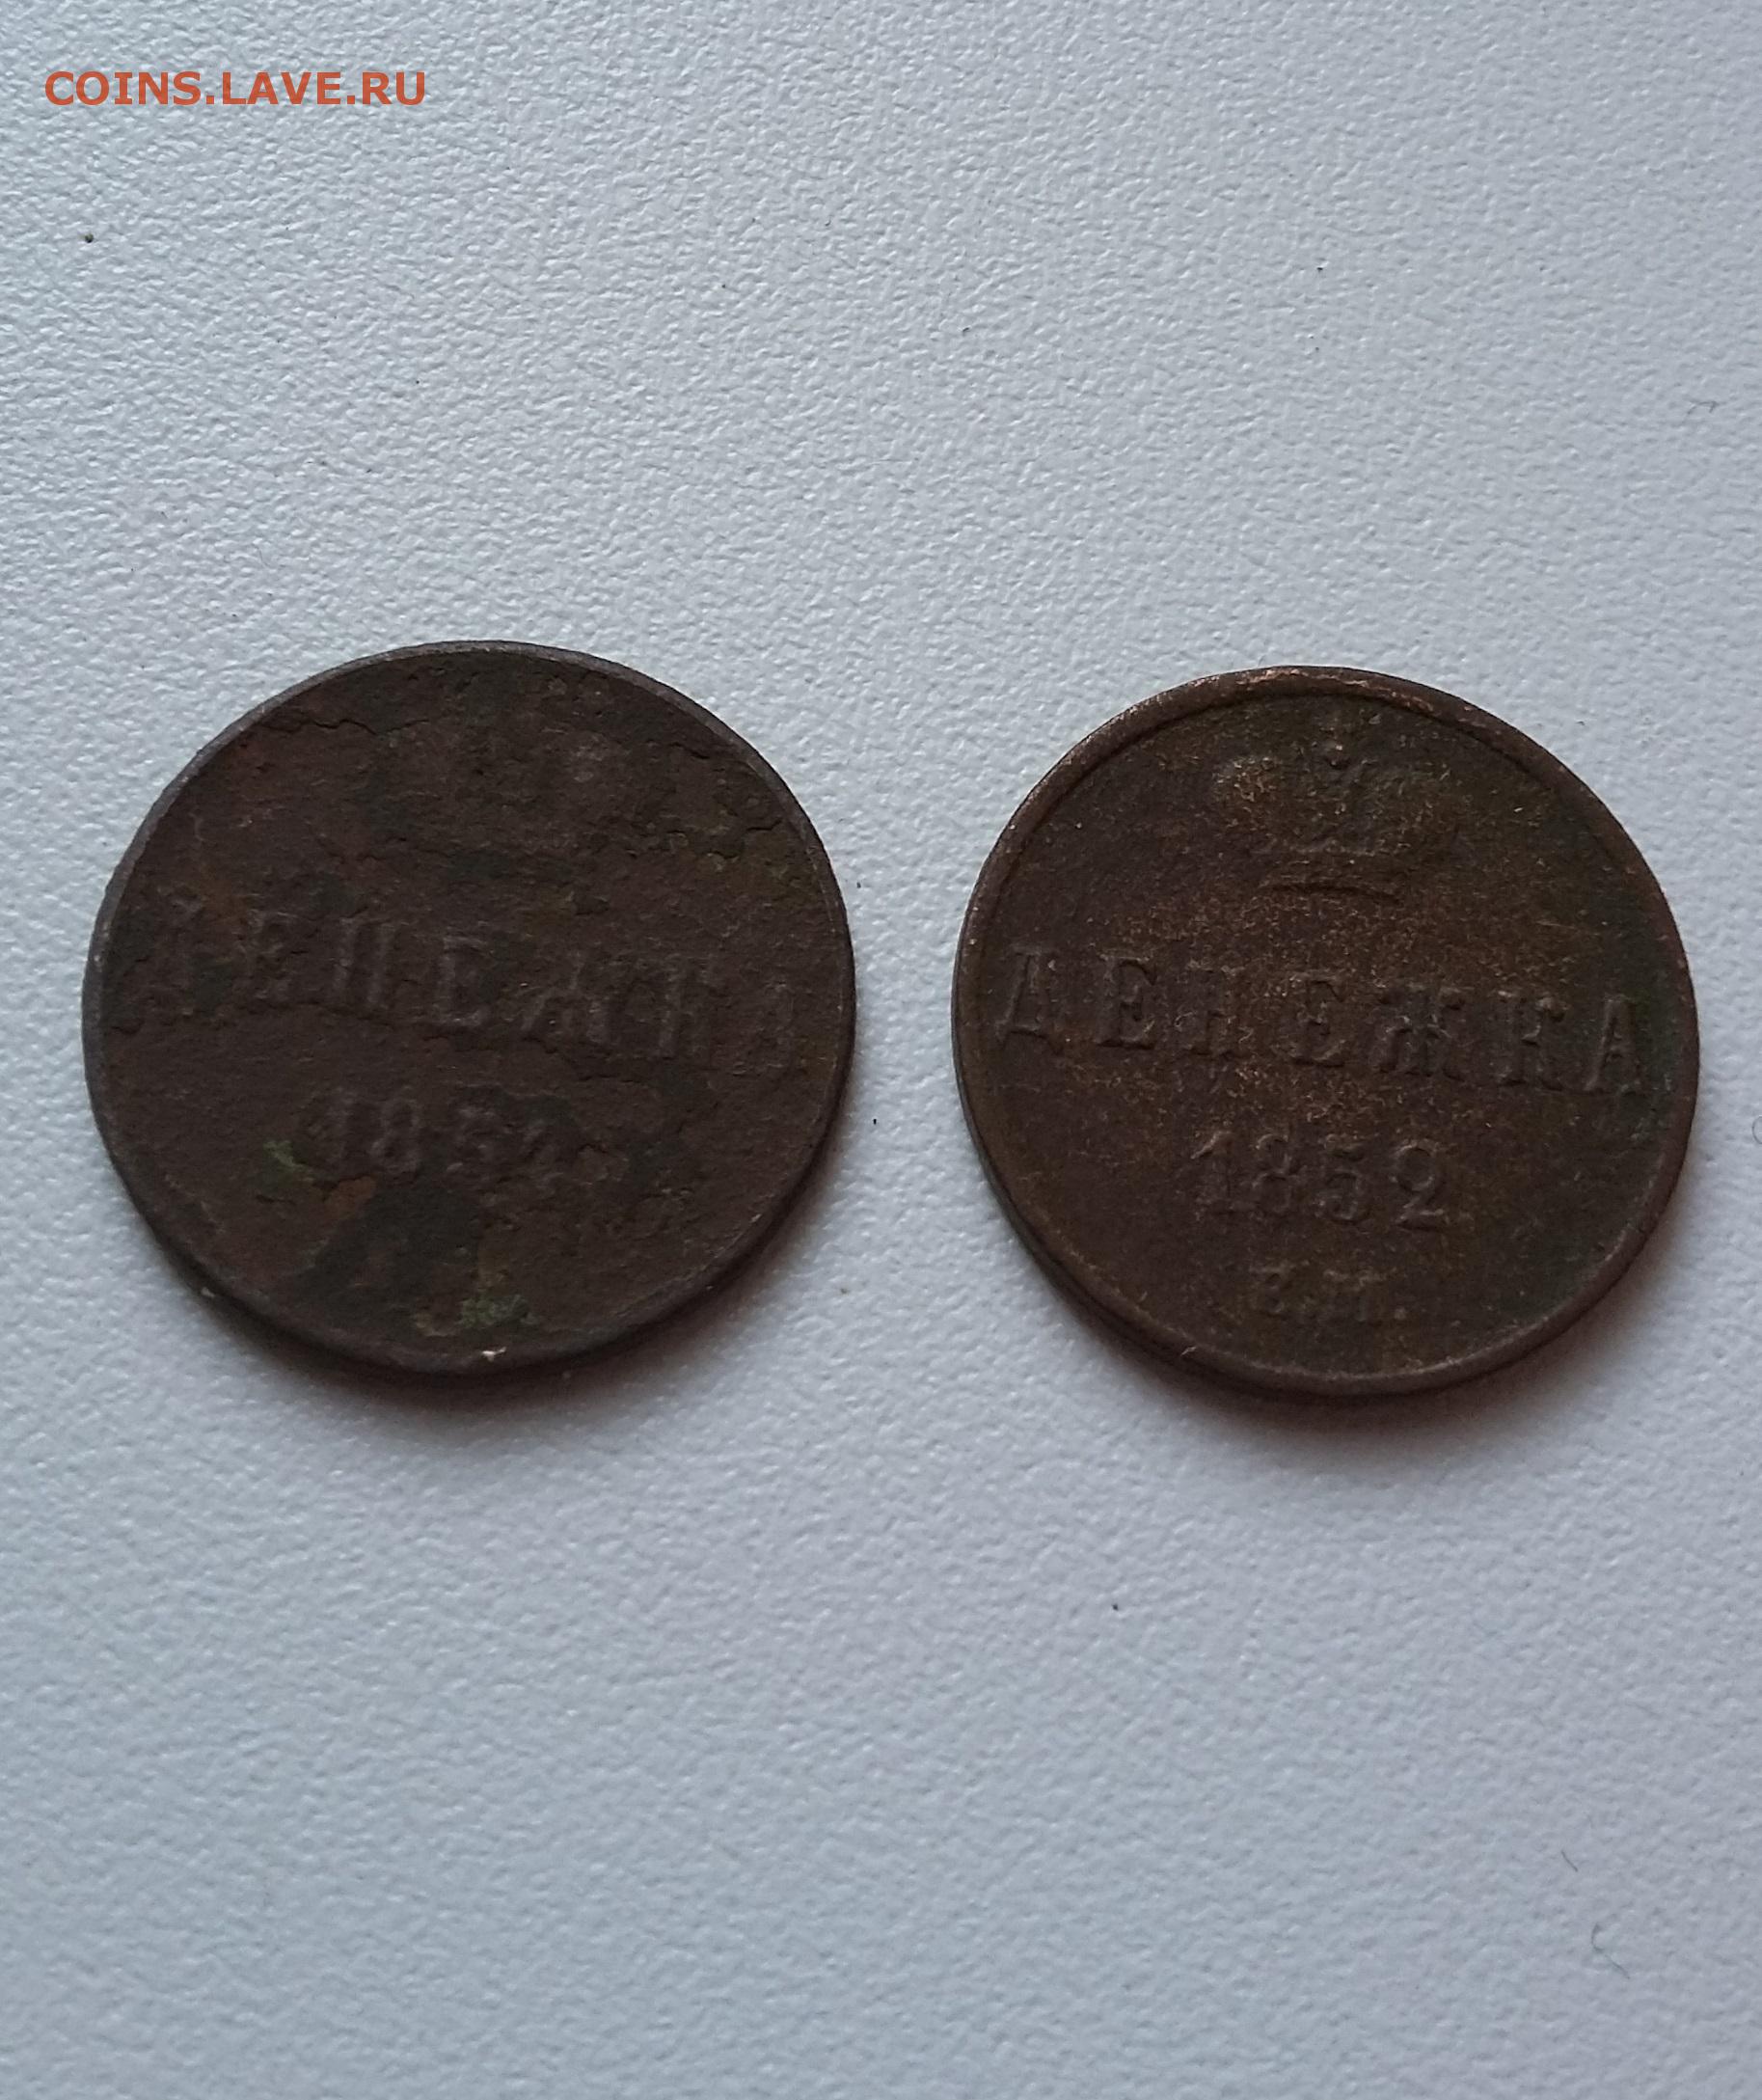 COINS.LAVE.RU
ДЕНЕЖКА
ДЕНЕЖКА
1852
Е.М.